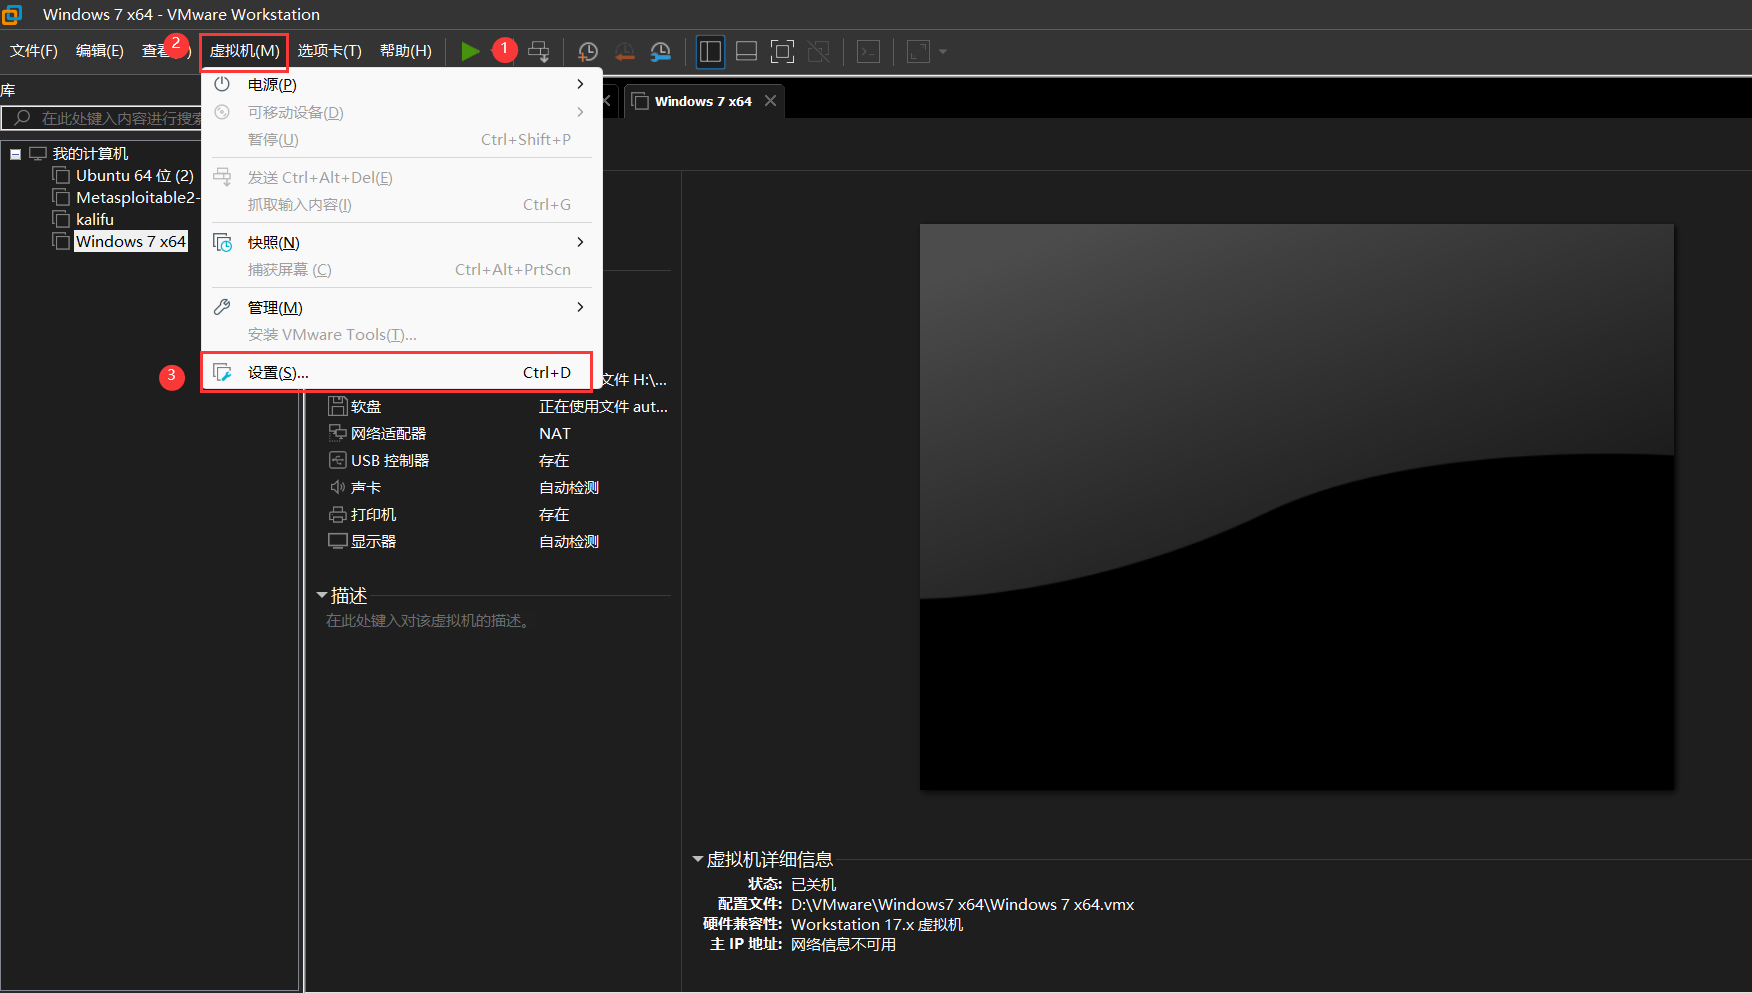 Windows 7 x64 - VMware Workstation
文件(F) 编辑(E) 查看 ) 虚拟机(M) 选项卡(T) 帮助(H)
2
1
库
在此处键入内容进行搜索
我的计算机
Ubuntu 64 位 (2)
Metasploitable2-
kalifu
Windows 7 x64
电源(P)
可移动设备(D)
暂停(U) Ctrl+Shift+P
发送 Ctrl+Alt+Del(E)
抓取输入内容(I) Ctrl+G
快照(N)
捕获屏幕 (C) Ctrl+Alt+PrtScn
管理(M)
安装 VMware Tools(T)...
3
设置(S)... Ctrl+D
Windows 7 x64
文件 H:\...
软盘 正在使用文件 aut...
网络适配器 NAT
USB 控制器 存在
声卡 自动检测
打印机 存在
显示器 自动检测
描述
在此处键入对该虚拟机的描述。
虚拟机详细信息
状态: 已关机
配置文件: D:\VMware\Windows7 x64\Windows 7 x64.vmx
硬件兼容性: Workstation 17.x 虚拟机
主 IP 地址: 网络信息不可用